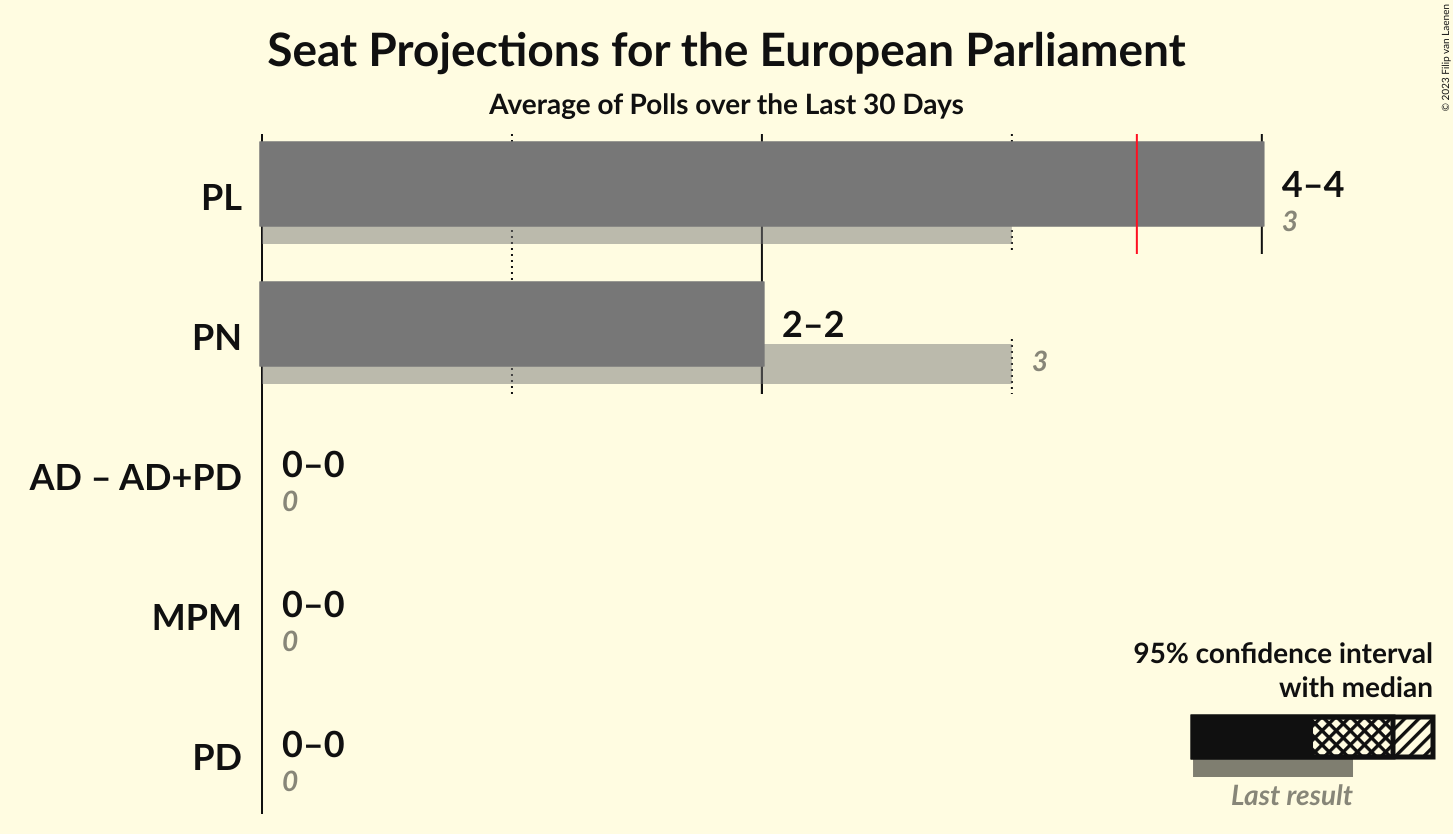 Seat Projections for the European Parliament
Average of Polls over the Last 30 Days
© 2023 Filip van Laenen
PL
4–4
3
PN
2–2
3
AD – AD+PD
0–0
0
MPM
0–0
0
PD
0–0
0
95% confidence interval
with median
Last result